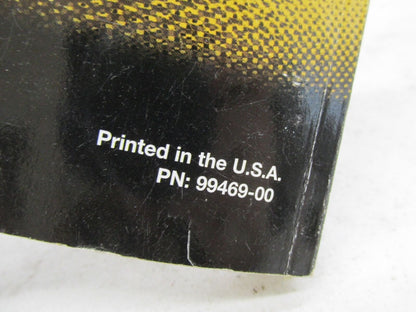 Printed in the U.S.A.
PN: 99469-00